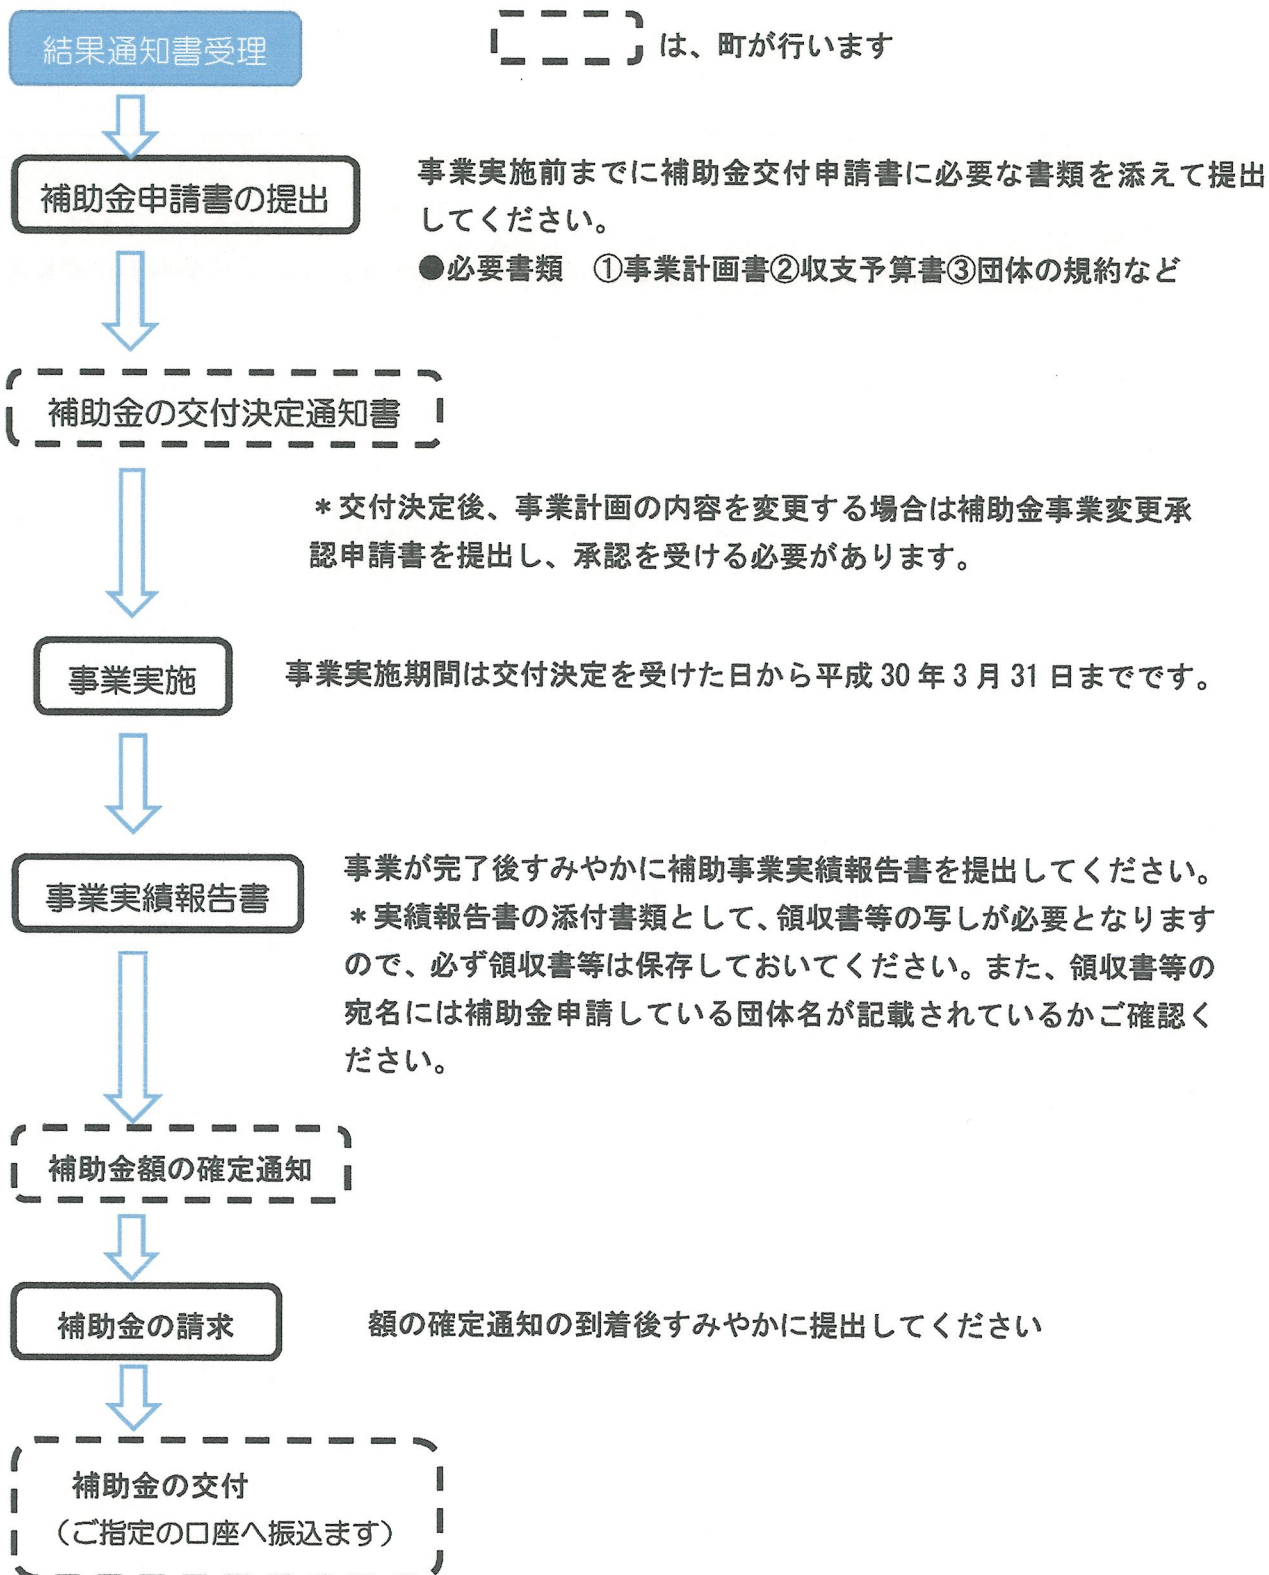 結果通知書受理
は、町が行います
補助金申請書の提出
事業実施前までに補助金交付申請書に必要な書類を添えて提出
してください。
●必要書類 ①事業計画書②収支予算書③団体の規約など
補助金の交付決定通知書
＊交付決定後、事業計画の内容を変更する場合は補助金事業変更承
認申請書を提出し、承認を受ける必要があります。
事業実施
事業実施期間は交付決定を受けた日から平成30年3月31日までです。
事業実績報告書
事業が完了後すみやかに補助事業実績報告書を提出してください。
＊実績報告書の添付書類として、領収書等の写しが必要となります
ので、必ず領収書等は保存しておいてください。また、領収書等の
宛名には補助金申請している団体名が記載されているかご確認く
ださい。
補助金額の確定通知
補助金の請求
額の確定通知の到着後すみやかに提出してください
補助金の交付
（ご指定の口座へ振込ます）